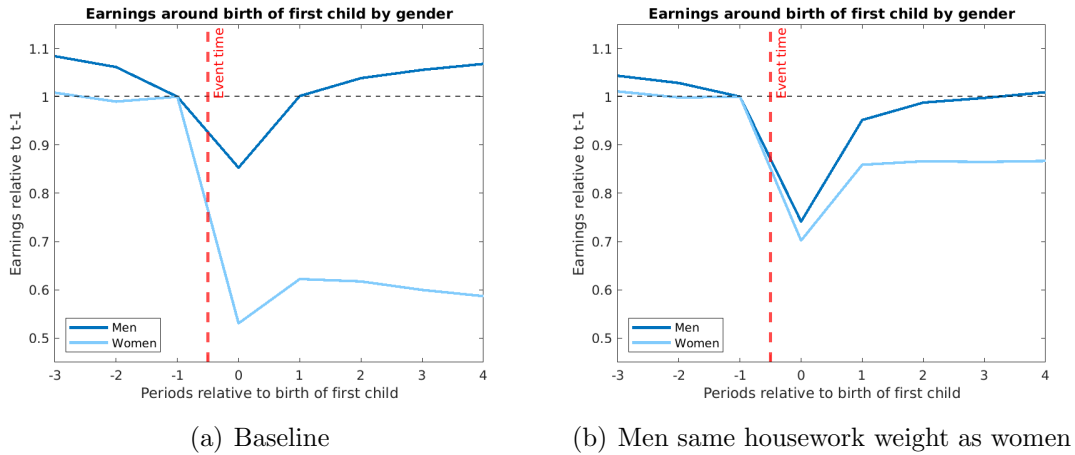 Earnings around birth of first child by gender
Earnings relative to t-1
1.1
1
0.9
0.8
0.7
0.6
0.5
Event time
Men
Women
-3 -2 -1 0 1 2 3 4
Periods relative to birth of first child
(a) Baseline
Earnings around birth of first child by gender
Earnings relative to t-1
1.1
1
0.9
0.8
0.7
0.6
0.5
Event time
Men
Women
-3 -2 -1 0 1 2 3 4
Periods relative to birth of first child
(b) Men same housework weight as women